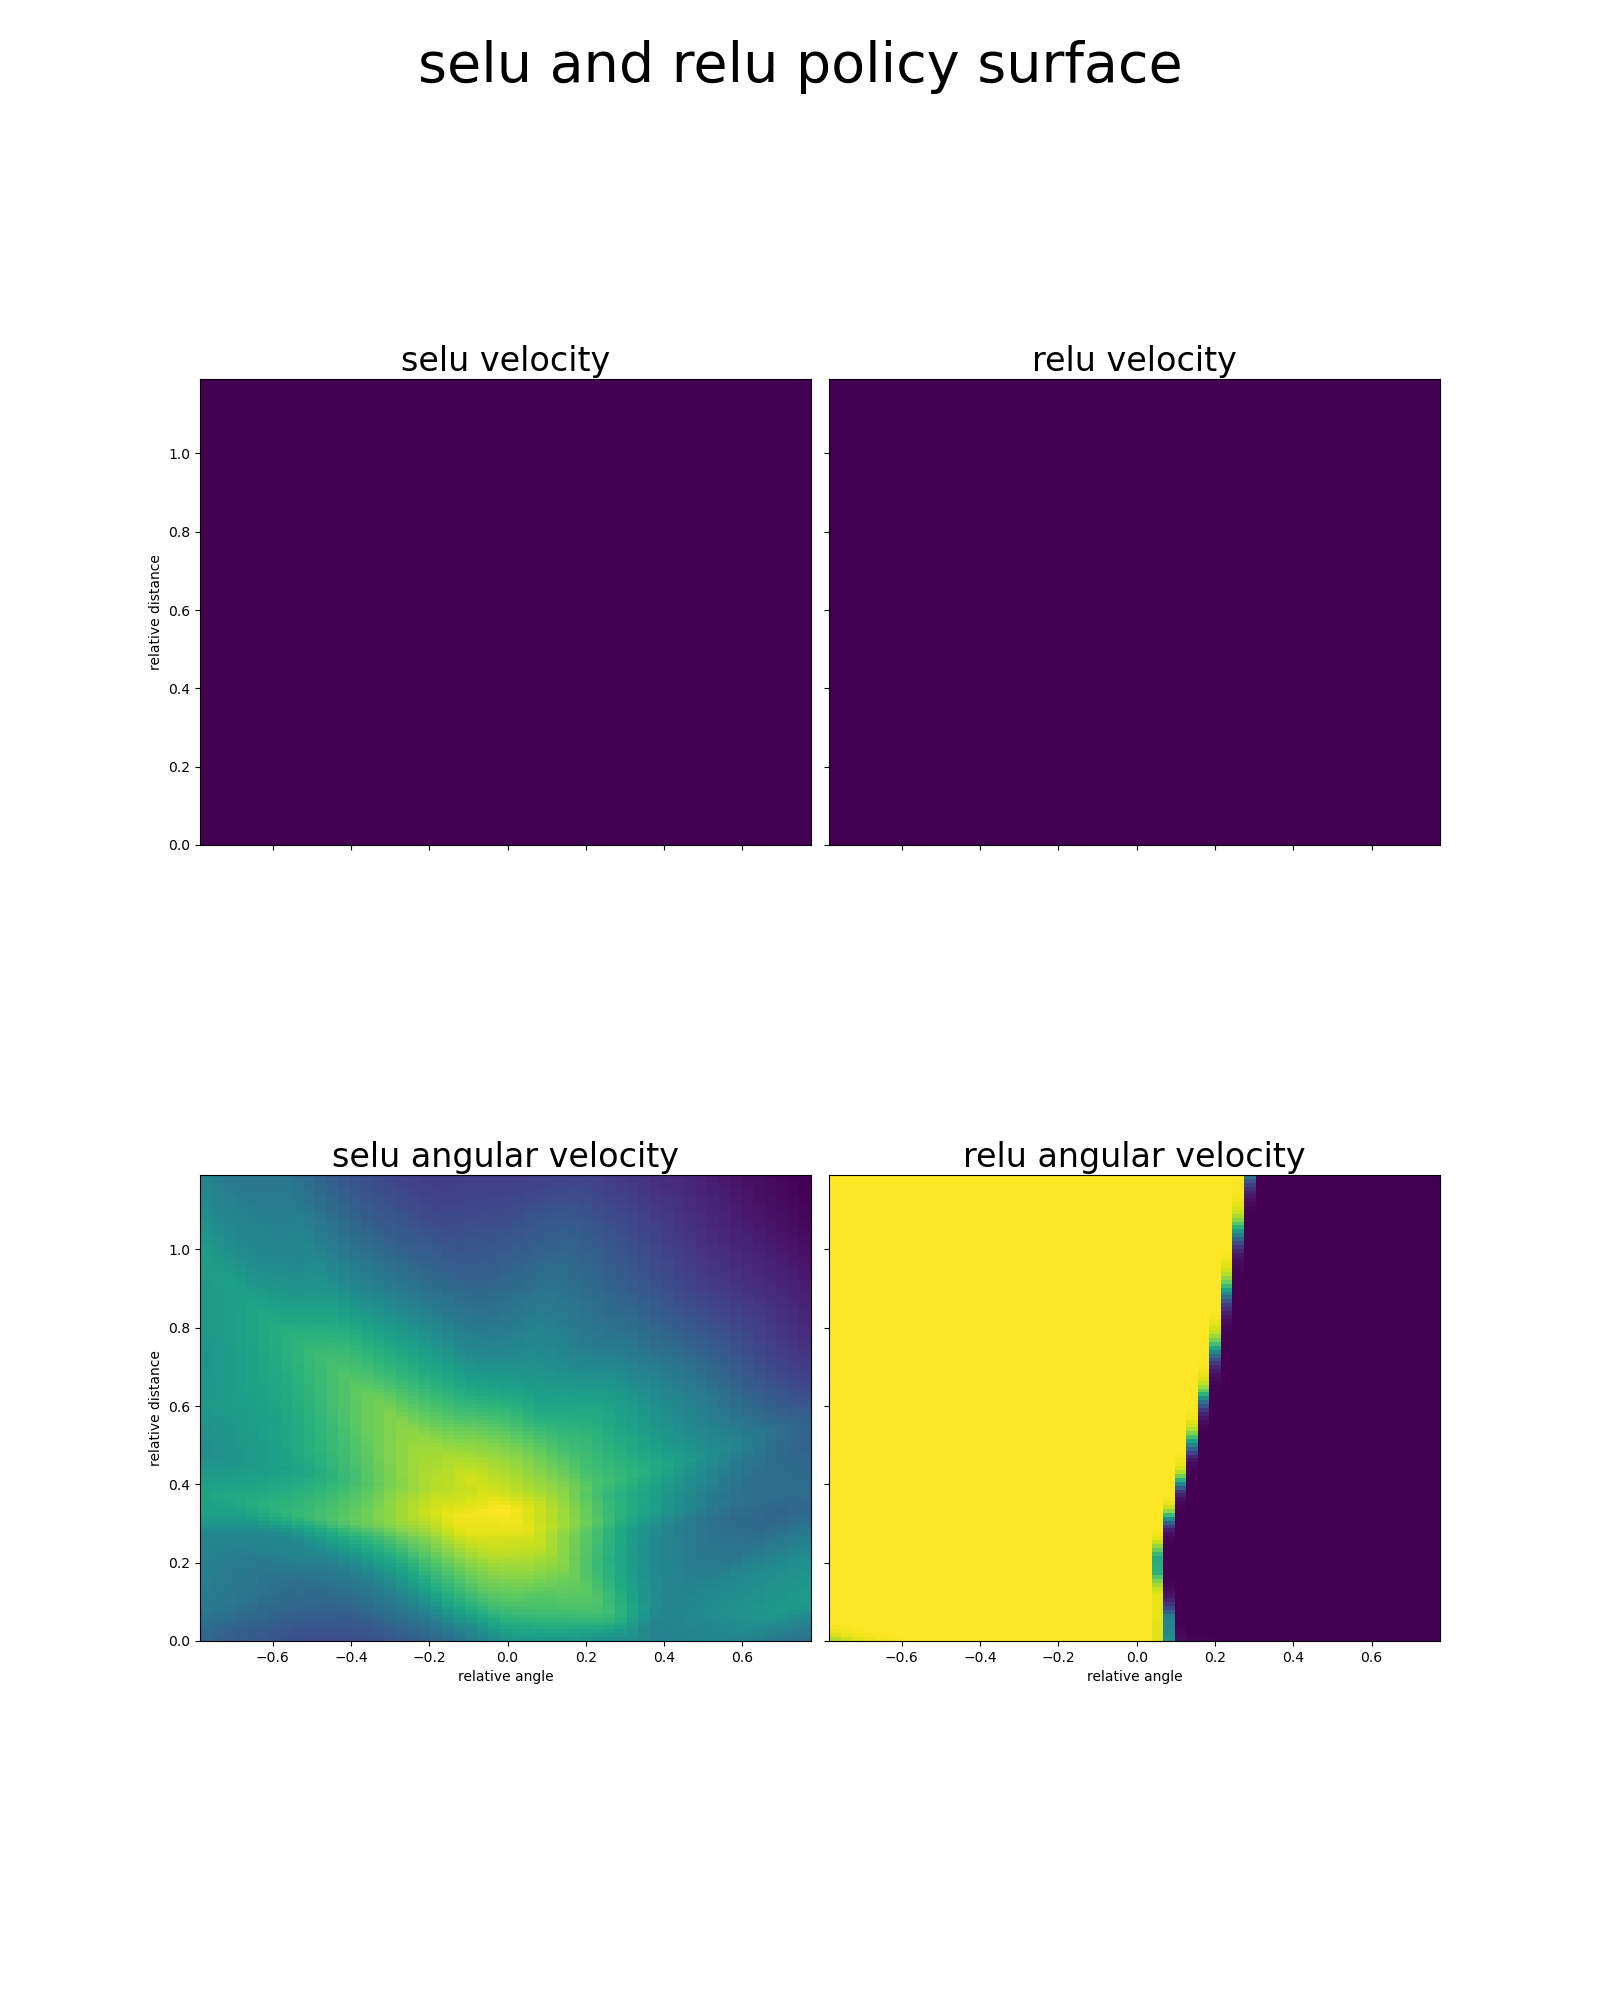 selu and relu policy surface
selu velocity
relu velocity
relative distance
1.0
0.8
0.6
0.4
0.2
0.0
selu angular velocity
relu angular velocity
relative distance
1.0
0.8
0.6
0.4
0.2
0.0
−0.6 −0.4 −0.2 0.0 0.2 0.4 0.6
relative angle
−0.6 −0.4 −0.2 0.0 0.2 0.4 0.6
relative angle